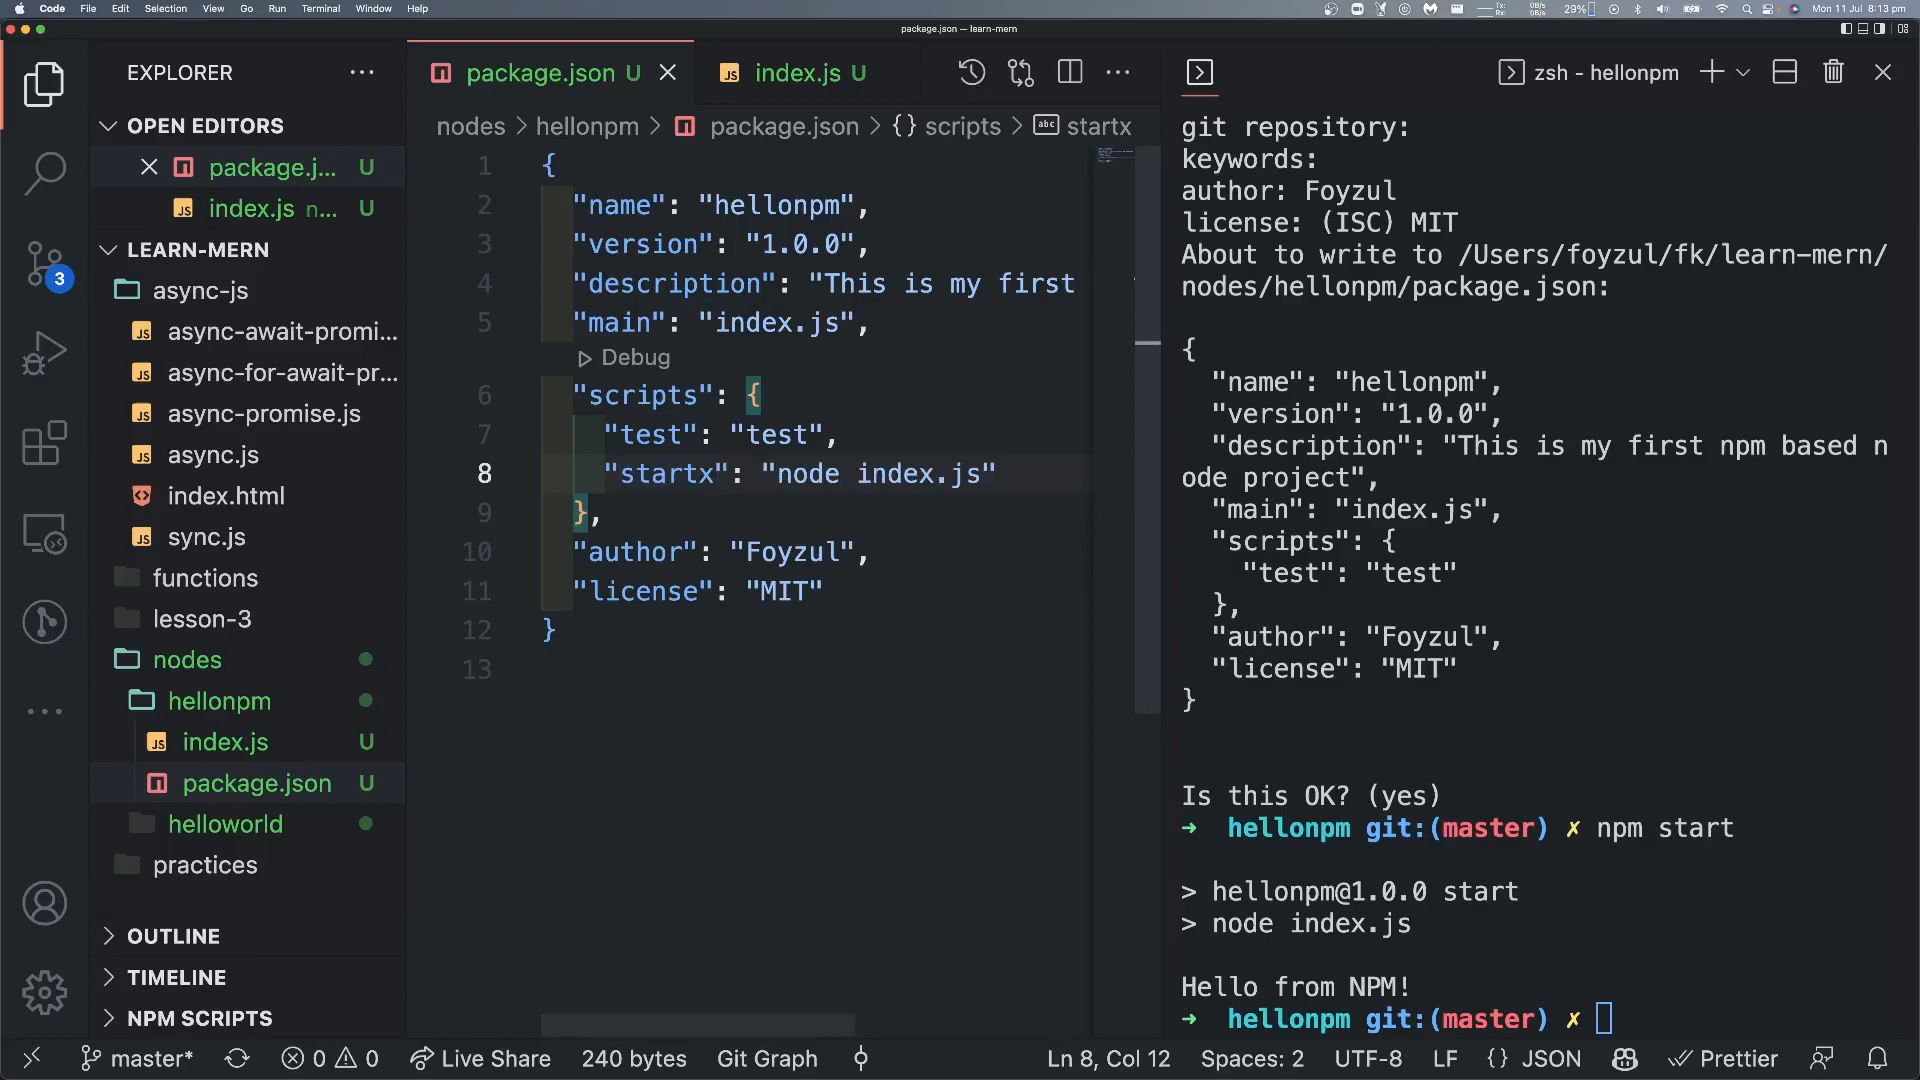 Code File Edit Selection View Go Run Terminal Window Help
29% Mon 11 Jul 8:13 pm
package.json — learn-mern
EXPLORER
OPEN EDITORS
package.j... U
index.js n... U
LEARN-MERN
async-js
async-await-promi...
async-for-await-pr...
async-promise.js
async.js
index.html
sync.js
functions
lesson-3
nodes
hellonpm
index.js U
package.json U
helloworld
practices
OUTLINE
TIMELINE
NPM SCRIPTS
3
package.json U
index.js U
nodes > hellonpm > package.json > {} scripts > abc startx
1 {
2 "name": "hellonpm",
3 "version": "1.0.0",
4 "description": "This is my first
5 "main": "index.js",
Debug
6 "scripts": {
7 "test": "test",
8 "startx": "node index.js"
9 },
10 "author": "Foyzul",
11 "license": "MIT"
12 }
13
zsh - hellonpm
git repository:
keywords:
author: Foyzul
license: (ISC) MIT
About to write to /Users/foyzul/fk/learn-mern/
nodes/hellonpm/package.json:
{
"name": "hellonpm",
"version": "1.0.0",
"description": "This is my first npm based n
ode project",
"main": "index.js",
"scripts": {
"test": "test"
},
"author": "Foyzul",
"license": "MIT"
}
Is this OK? (yes)
➜ hellonpm git:(master) ✗ npm start
> hellonpm@1.0.0 start
> node index.js
Hello from NPM!
➜ hellonpm git:(master) ✗
master* 0 0 Live Share 240 bytes Git Graph Ln 8, Col 12 Spaces: 2 UTF-8 LF {} JSON Prettier